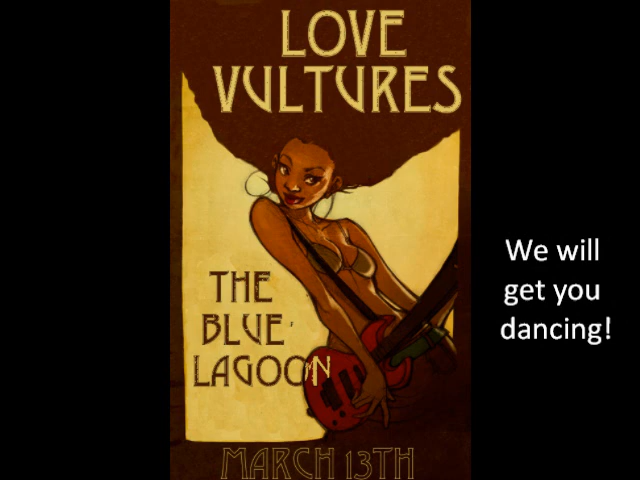 LOVE
VULTURES
THE
BLUE
LAGOON
MARCH 13TH
We will
get you
dancing!